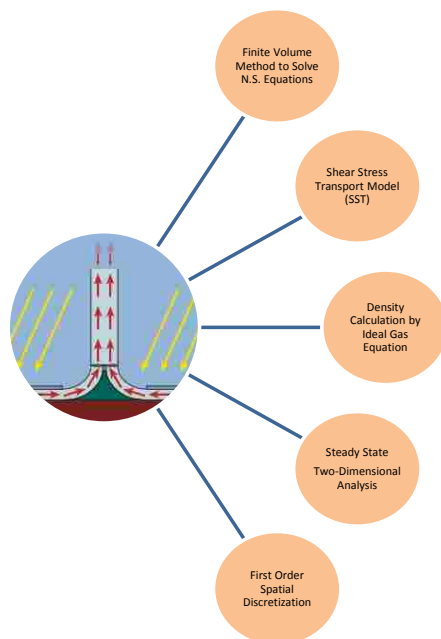 Finite Volume
Method to Solve
N.S. Equations
Shear Stress
Transport Model
(SST)
Density
Calculation by
Ideal Gas
Equation
Steady State
Two-Dimensional
Analysis
First Order
Spatial
Discretization